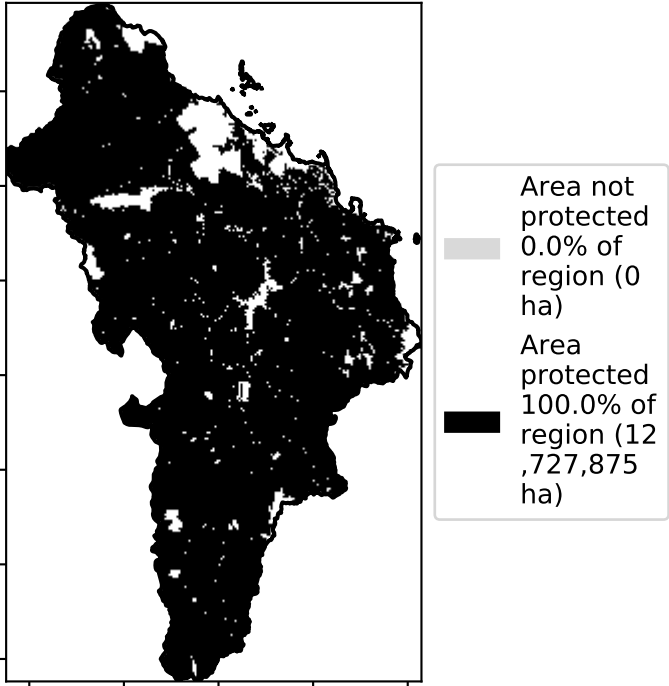 Area not
protected
0.0% of
region (0
ha)
Area
protected
100.0% of
region (12
,727,875
ha)